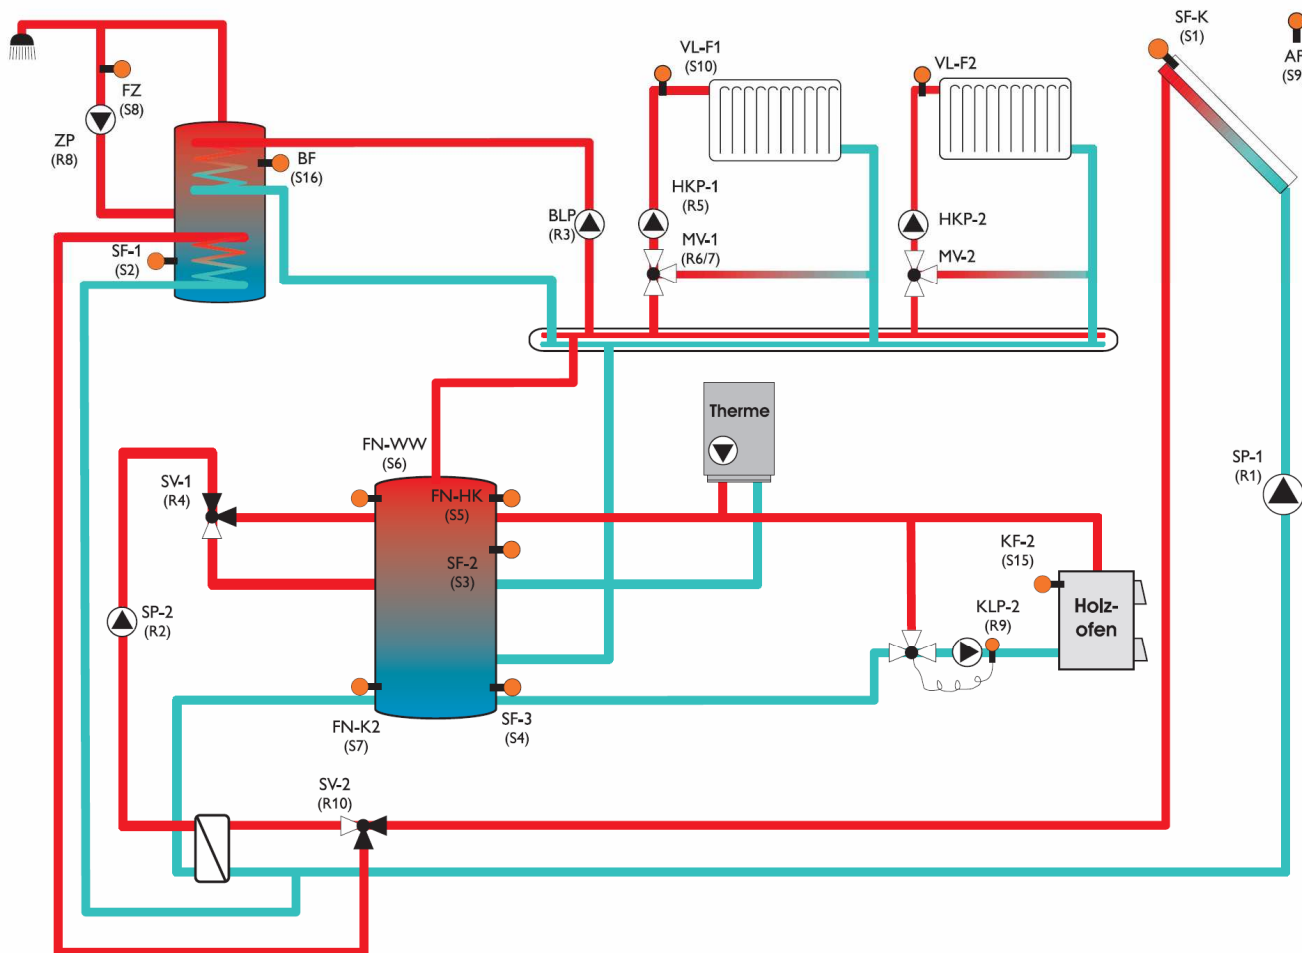 SF-K
(S1)
AF
(S9
VL-F1
(S10)
VL-F2
FZ
(S8)
ZP
(R8)
BF
(S16)
HKP-1
(R5)
BLP
(R3)
HKP-2
MV-1
(R6/7)
MV-2
SF-1
(S2)
Therme
FN-WW
(S6)
SV-1
(R4)
FN-HK
(S5)
SP-1
(R1)
SF-2
(S3)
KF-2
(S15)
SP-2
(R2)
KLP-2
(R9)
Holz-
ofen
FN-K2
(S7)
SF-3
(S4)
SV-2
(R10)